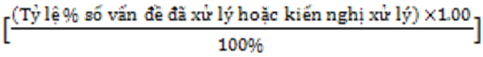 [(Tỷ lệ % số vấn đề đã xử lý hoặc kiến nghị xử lý) ×1.00
100%]